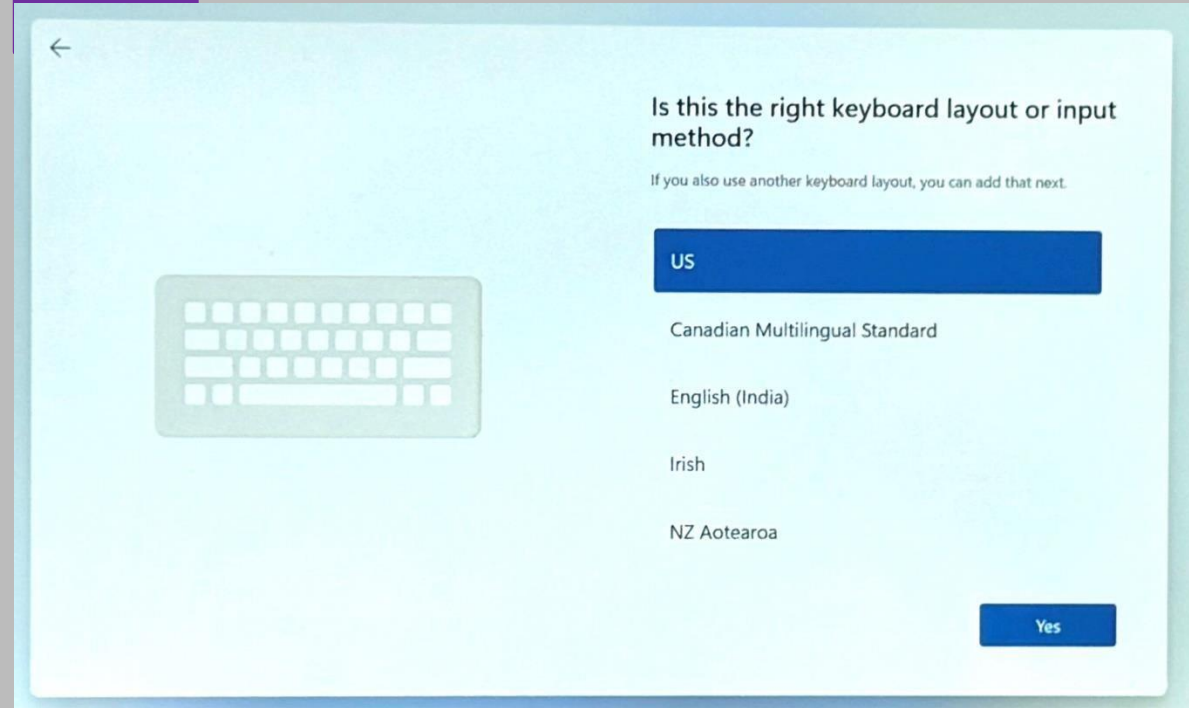 Is this the right keyboard layout or input
method?
If you also use another keyboard layout, you can add that next.
US
Canadian Multilingual Standard
English (India)
Irish
NZ Aotearoa
Yes